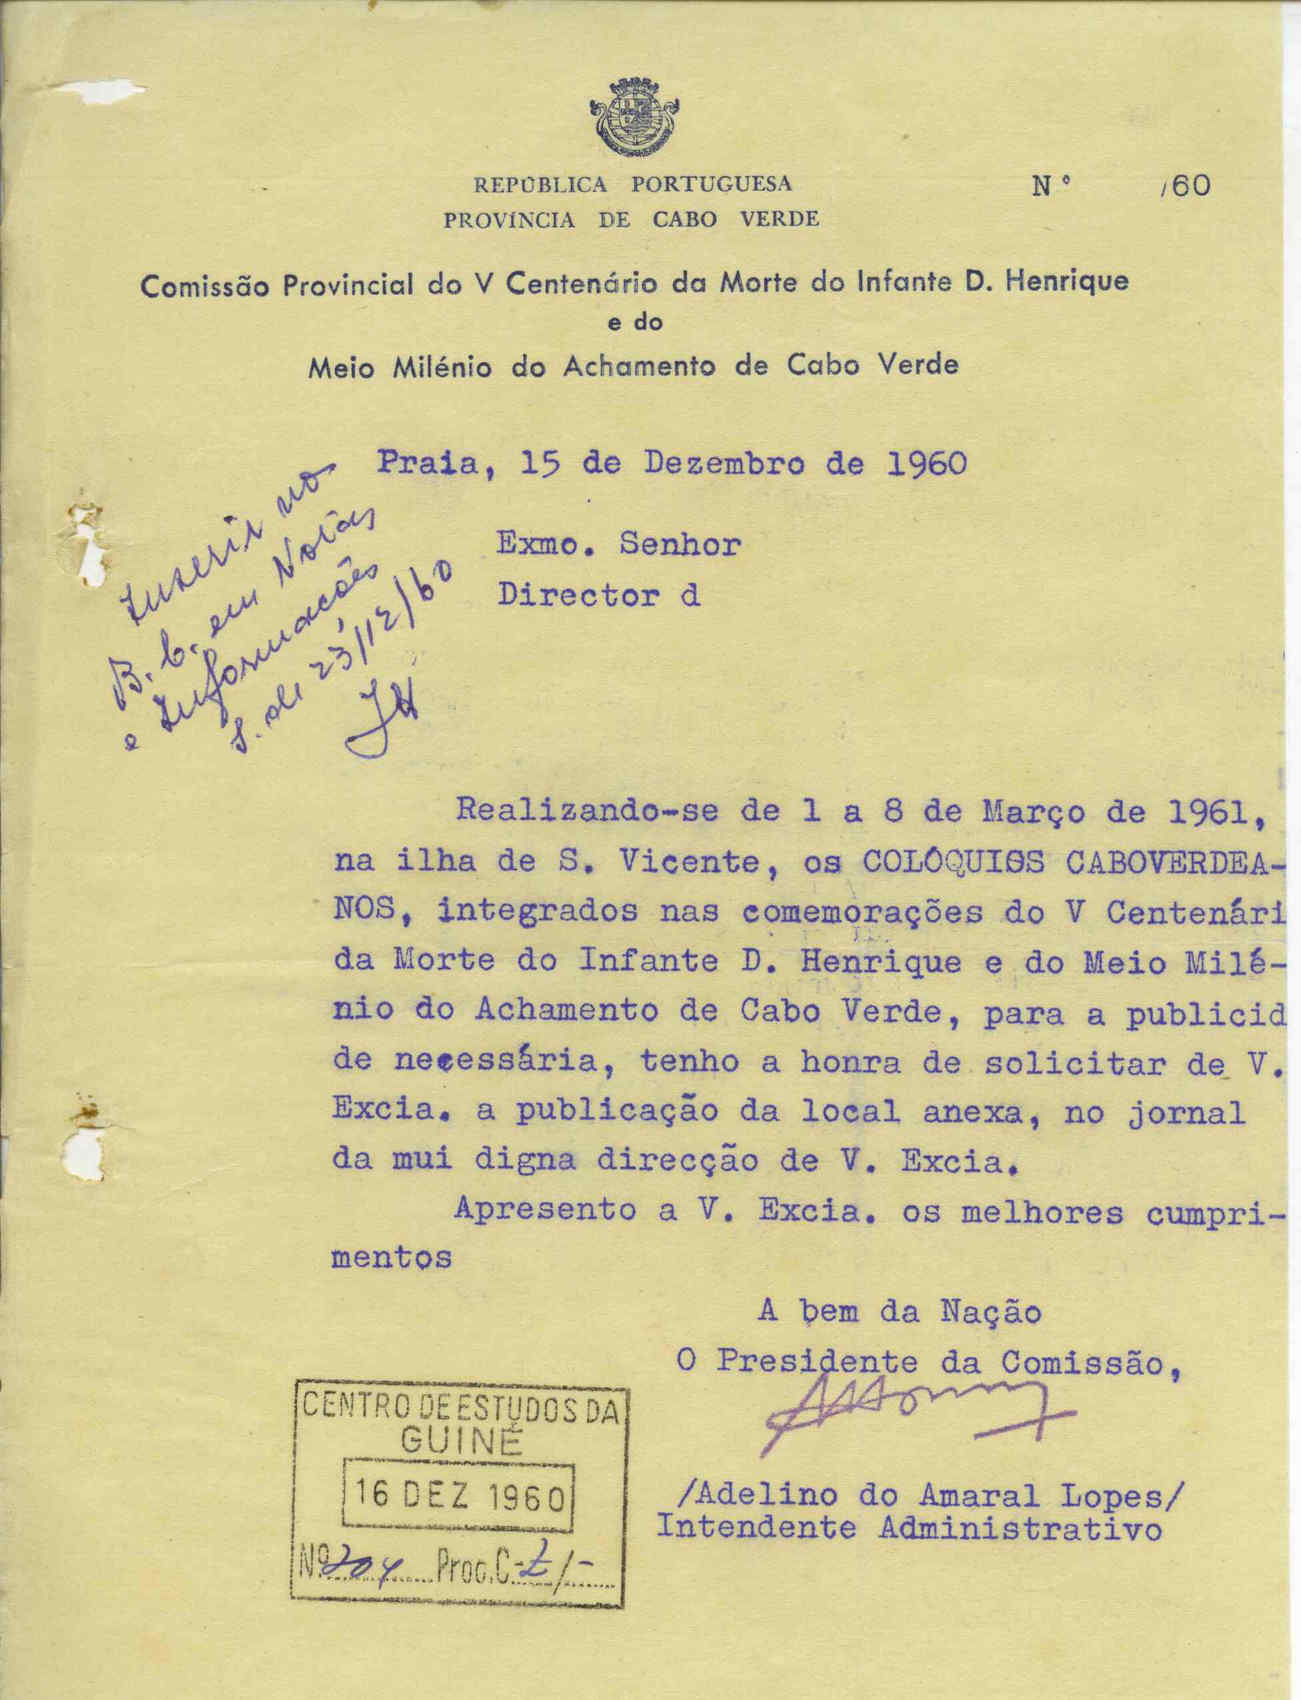 REPÚBLICA PORTUGUESA
PROVÍNCIA DE CABO VERDE
Nº /60
Comissão Provincial do V Centenário da Morte do Infante D. Henrique
e do
Meio Milénio do Achamento de Cabo Verde
Praia, 15 de Dezembro de 1960
Inserir no
B. C. em Notas
e Informações
S. de 23/12/60
Exmo. Senhor
Director d
Realizando-se de 1 a 8 de Março de 1961,
na ilha de S. Vicente, os COLÓQUIOS CABOVERDEA-
NOS, integrados nas comemorações do V Centenári
da Morte do Infante D. Henrique e do Meio Milé-
nio do Achamento de Cabo Verde, para a publicid
de necessária, tenho a honra de solicitar de V.
Excia. a publicação da local anexa, no jornal
da mui digna direcção de V. Excia.
Apresento a V. Excia. os melhores cumpri-
mentos
A bem da Nação
O Presidente da Comissão,
/Adelino do Amaral Lopes/
Intendente Administrativo
CENTRO DE ESTUDOS DA
GUINÉ
16 DEZ 1960
Nº 204 Proc. C-